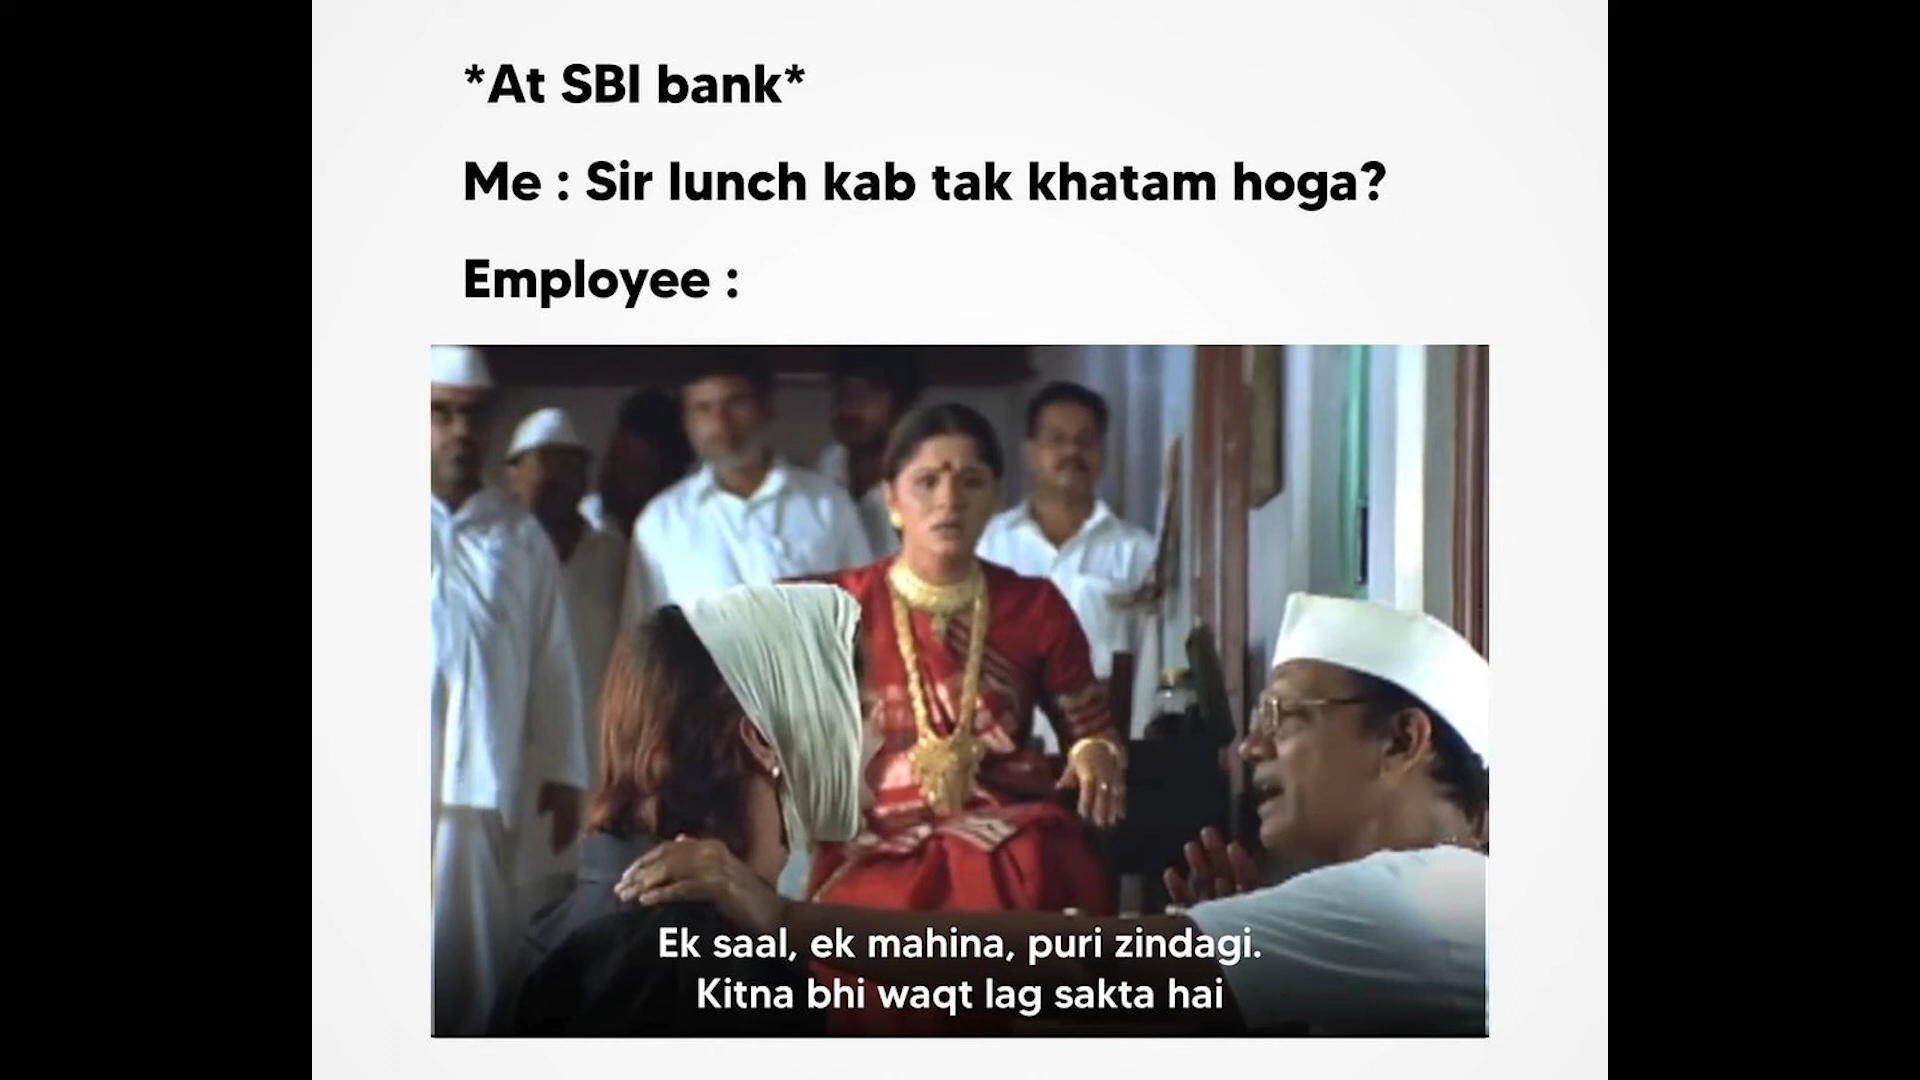 *At SBI bank*
Me : Sir lunch kab tak khatam hoga?
Employee :
Ek saal, ek mahina, puri zindagi.
Kitna bhi waqt lag sakta hai